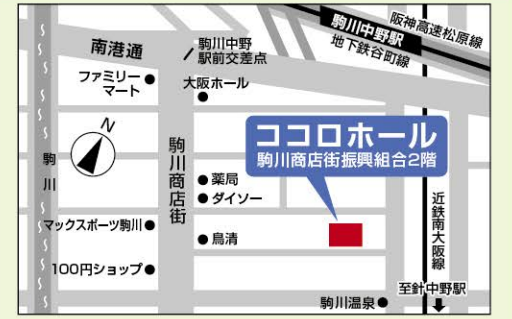 阪神高速松原線
駒川中野駅
地下鉄谷町線
南港通
駒川中野
駅前交差点
ファミリー
マート
大阪ホール
N
ココロホール
駒川商店街振興組合2階
駒川
駒川商店街
薬局
ダイソー
近鉄南大阪線
マックスポーツ駒川
鳥清
100円ショップ
至針中野駅
駒川温泉